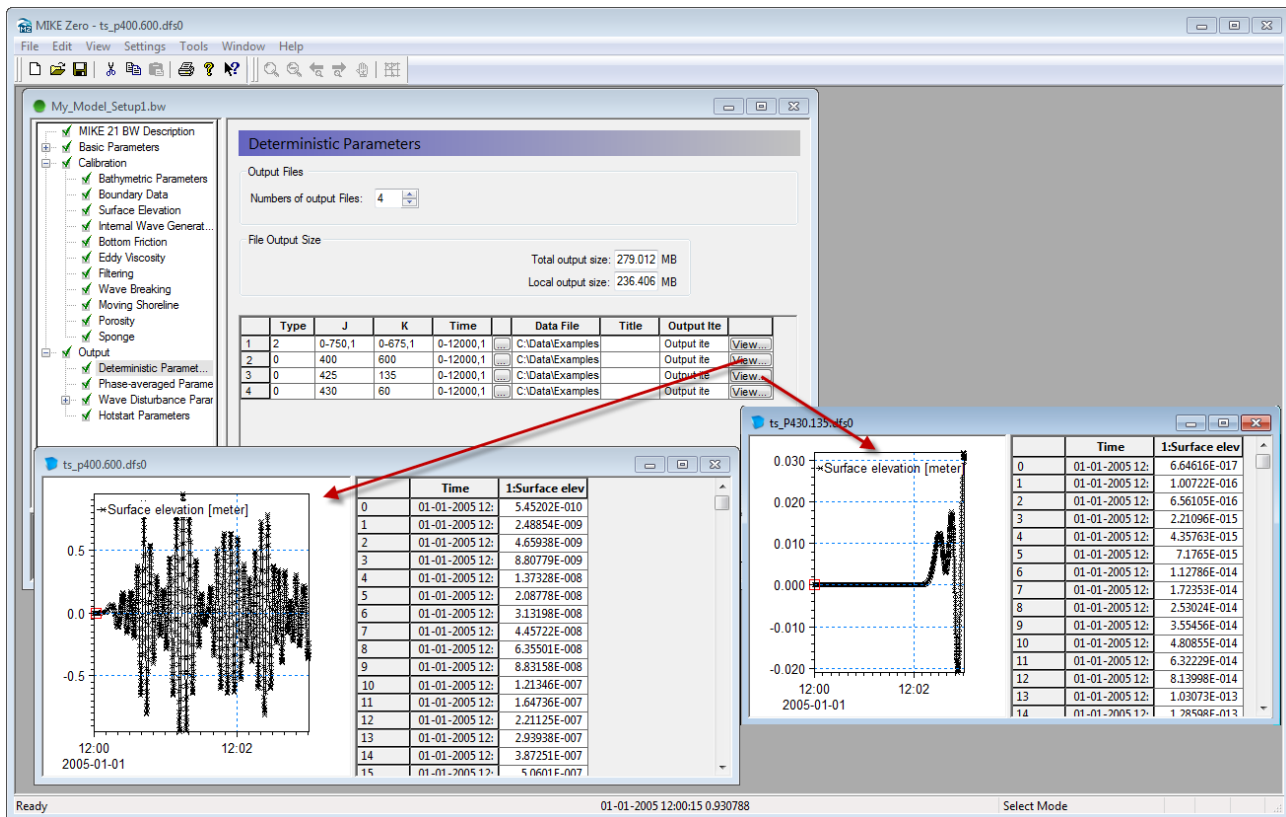 MIKE Zero - ts_p400.600.dfs0
File Edit View Settings Tools Window Help
My_Model_Setup1.bw
MIKE 21 BW Description
Basic Parameters
Calibration
Bathymetric Parameters
Boundary Data
Surface Elevation
Internal Wave Generat...
Bottom Friction
Eddy Viscosity
Filtering
Wave Breaking
Moving Shoreline
Porosity
Sponge
Output
Deterministic Paramet...
Phase-averaged Parame
Wave Disturbance Parar
Hotstart Parameters
Deterministic Parameters
Output Files
Numbers of output Files: 4
File Output Size
Total output size: 279.012 MB
Local output size: 236.406 MB
Type J K Time Data File Title Output Ite
1 2 0-750,1 0-675,1 0-12000,1 ... C:\Data\Examples Output ite View...
2 0 400 600 0-12000,1 ... C:\Data\Examples Output ite View...
3 0 425 135 0-12000,1 ... C:\Data\Examples Output ite View...
4 0 430 60 0-12000,1 ... C:\Data\Examples Output ite View...
ts_p400.600.dfs0
Surface elevation [meter]
0.5
0.0
-0.5
12:00 12:02
2005-01-01
Time 1:Surface elev
0 01-01-2005 12: 5.45202E-010
1 01-01-2005 12: 2.48854E-009
2 01-01-2005 12: 4.65938E-009
3 01-01-2005 12: 8.80779E-009
4 01-01-2005 12: 1.37328E-008
5 01-01-2005 12: 2.08778E-008
6 01-01-2005 12: 3.13198E-008
7 01-01-2005 12: 4.45722E-008
8 01-01-2005 12: 6.35501E-008
9 01-01-2005 12: 8.83158E-008
10 01-01-2005 12: 1.21346E-007
11 01-01-2005 12: 1.64736E-007
12 01-01-2005 12: 2.21125E-007
13 01-01-2005 12: 2.93938E-007
14 01-01-2005 12: 3.87251E-007
15 01-01-2005 12: 5.0601E-007
ts_P430.135.dfs0
Surface elevation [meter]
0.030
0.020
0.010
0.000
-0.010
-0.020
12:00 12:02
2005-01-01
Time 1:Surface elev
0 01-01-2005 12: 6.64616E-017
1 01-01-2005 12: 1.00722E-016
2 01-01-2005 12: 6.56105E-016
3 01-01-2005 12: 2.21096E-015
4 01-01-2005 12: 4.35763E-015
5 01-01-2005 12: 7.1765E-015
6 01-01-2005 12: 1.12786E-014
7 01-01-2005 12: 1.72353E-014
8 01-01-2005 12: 2.53024E-014
9 01-01-2005 12: 3.55456E-014
10 01-01-2005 12: 4.80855E-014
11 01-01-2005 12: 6.32229E-014
12 01-01-2005 12: 8.13998E-014
13 01-01-2005 12: 1.03073E-013
14 01-01-2005 12: 1.28598E-013
Ready 01-01-2005 12:00:15 0.930788 Select Mode